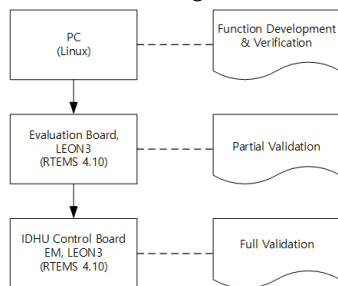 PC
(Linux)
Function Development
& Verification
Evaluation Board,
LEON3
(RTEMS 4.10)
Partial Validation
IDHU Control Board
EM, LEON3
(RTEMS 4.10)
Full Validation